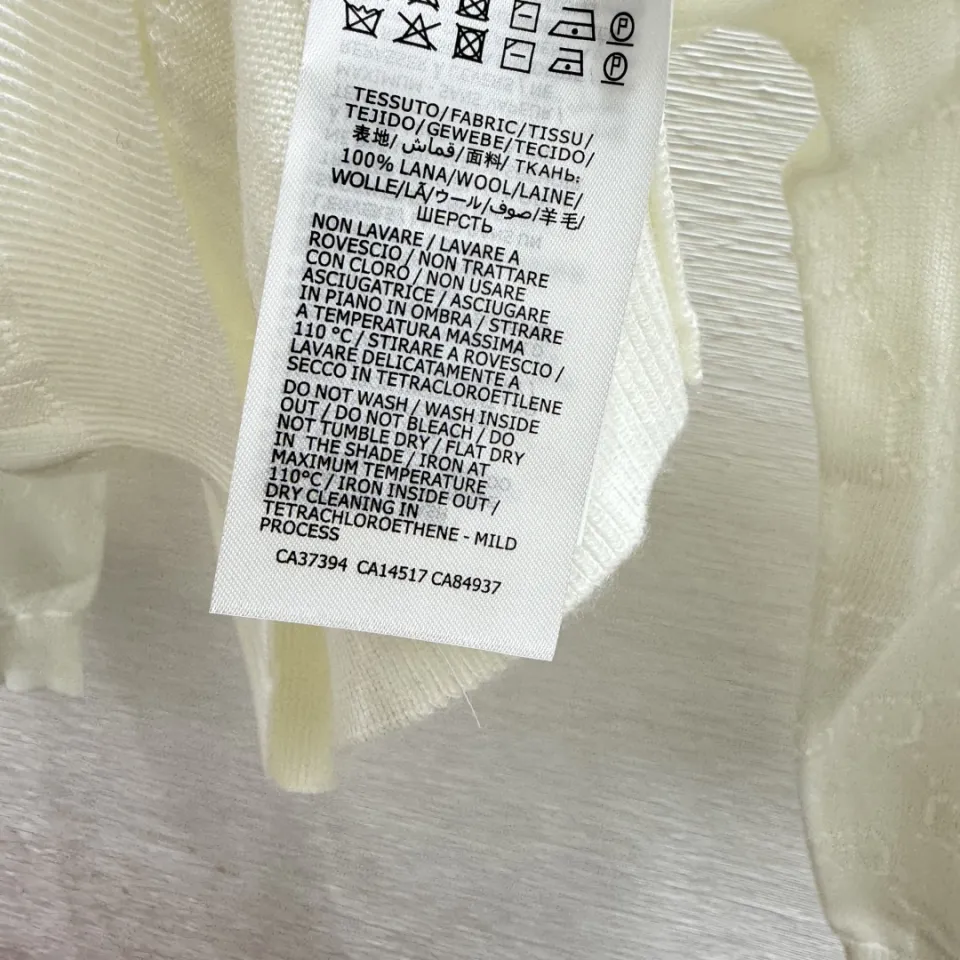 TESSUTO/FABRIC/TISSU/
TEJIDO/GEWEBE/TECIDO/
表地/ قماش/面料/ ТКАНЬ:
100% LANA/WOOL/LAINE/
WOLLE/LÃ/ウール/صوف/羊毛/
ШЕРСТЬ
NON LAVARE / LAVARE A
ROVESCIO / NON TRATTARE
CON CLORO / NON USARE
ASCIUGATRICE / ASCIUGARE
IN PIANO IN OMBRA / STIRARE
A TEMPERATURA MASSIMA
110 °C / STIRARE A ROVESCIO /
LAVARE DELICATAMENTE A
SECCO IN TETRACLOROETILENE
DO NOT WASH / WASH INSIDE
OUT / DO NOT BLEACH / DO
NOT TUMBLE DRY / FLAT DRY
IN THE SHADE / IRON AT
MAXIMUM TEMPERATURE
110°C / IRON INSIDE OUT /
DRY CLEANING IN
TETRACHLOROETHENE - MILD
PROCESS
CA37394 CA14517 CA84937